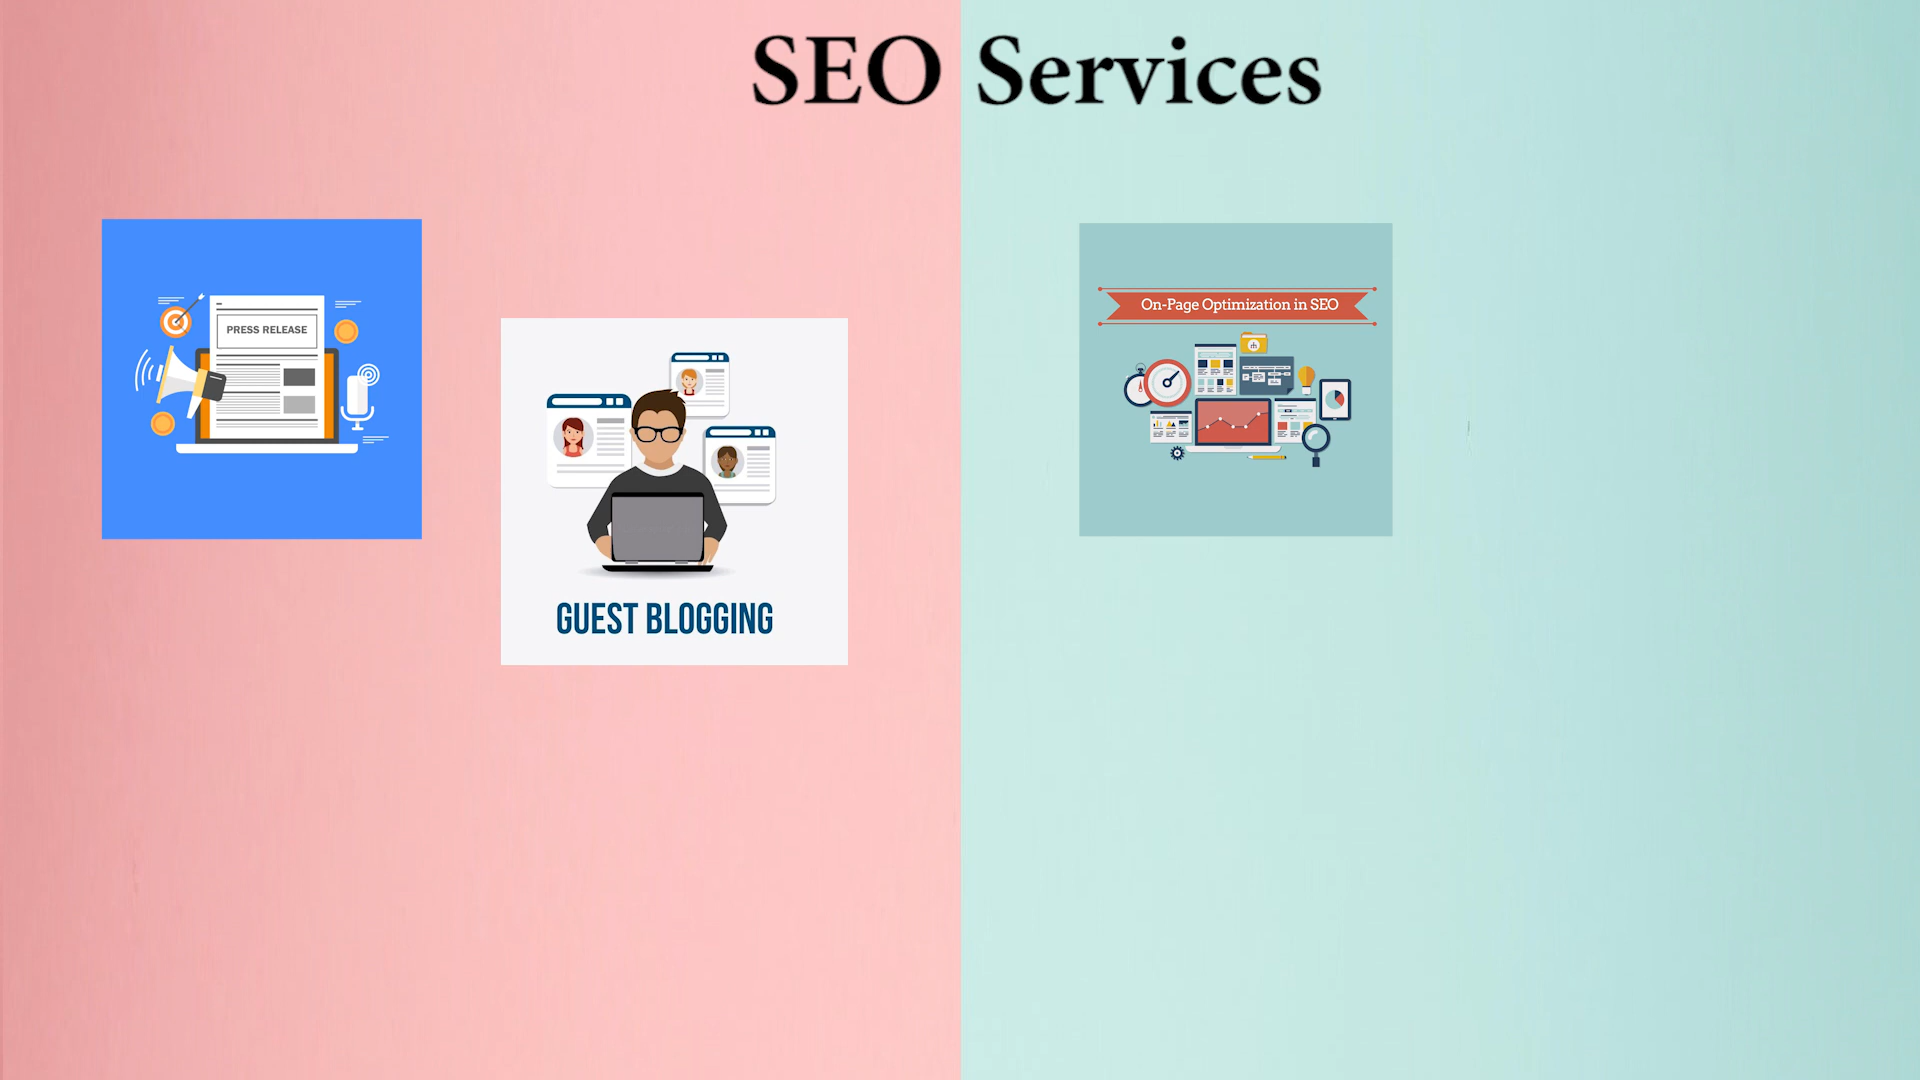 SEO Services
PRESS RELEASE
GUEST BLOGGING
On-Page Optimization in SEO